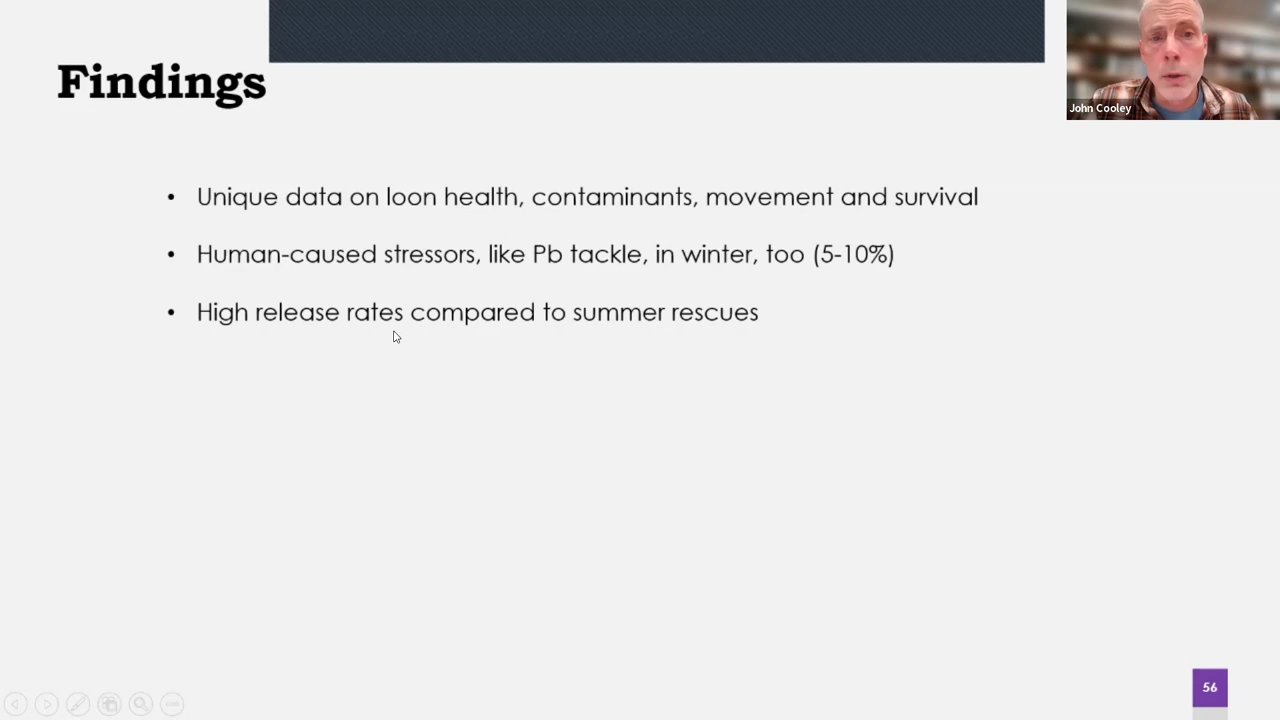 Findings
John Cooley
• Unique data on loon health, contaminants, movement and survival
• Human-caused stressors, like Pb tackle, in winter, too (5-10%)
• High release rates compared to summer rescues
56